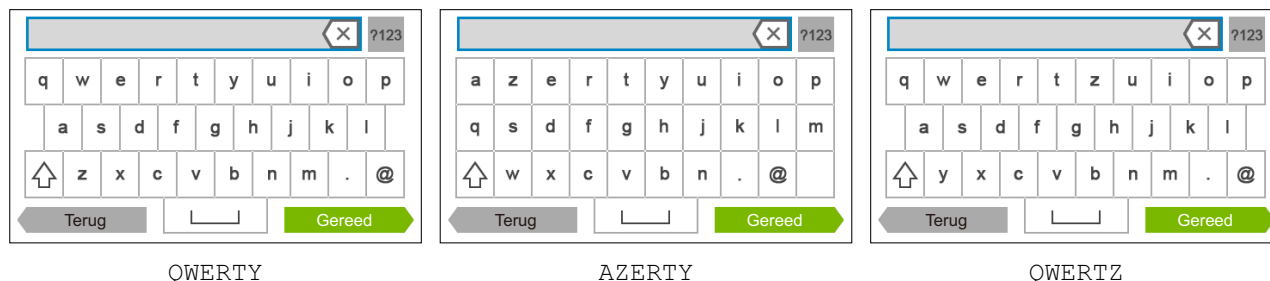 ?123
q w e r t y u i o p
a s d f g h j k l
z x c v b n m . @
Terug Gereed
QWERTY
?123
a z e r t y u i o p
q s d f g h j k l m
w x c v b n . @
Terug Gereed
AZERTY
?123
q w e r t z u i o p
a s d f g h j k l
y x c v b n m . @
Terug Gereed
QWERTZ